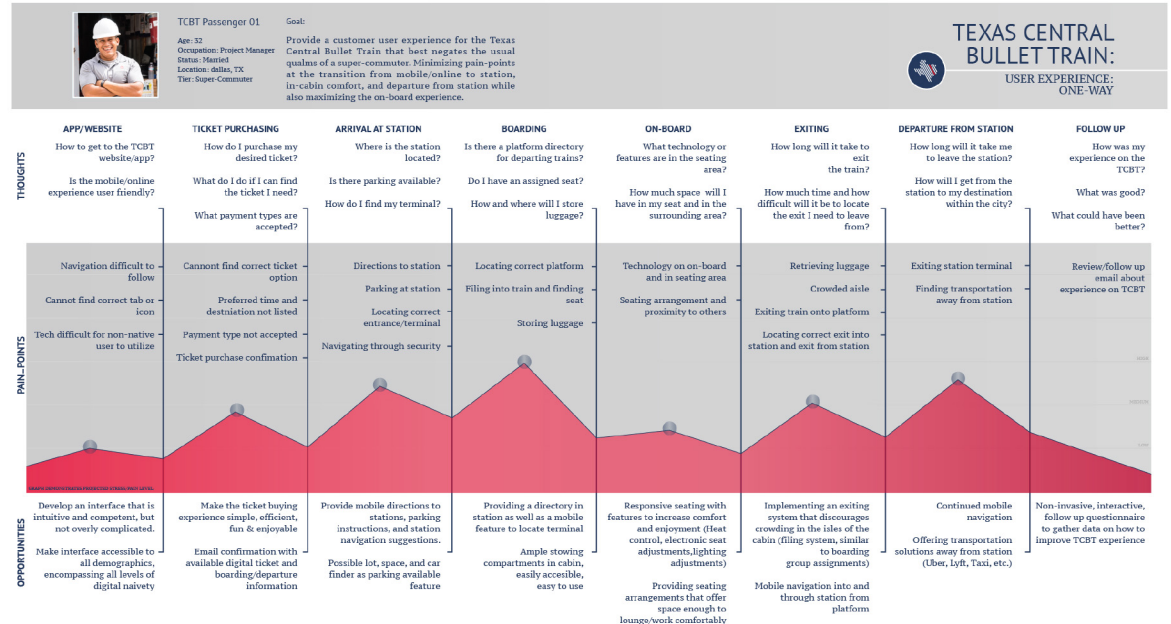 TCBT Passenger 01
Age: 32
Occupation: Project Manager
Status: Married
Location: dallas, TX
Tier: Super-Commuter
Goal:
Provide a customer user experience for the Texas
Central Bullet Train that best negates the usual
qualms of a super-commuter. Minimizing pain-points
at the transition from mobile/online to station,
in-cabin comfort, and departure from station while
also maximizing the on-board experience.
TEXAS CENTRAL
BULLET TRAIN:
USER EXPERIENCE:
ONE-WAY
THOUGHTS
APP/WEBSITE
How to get to the TCBT
website/app?
Is the mobile/online
experience user friendly?
TICKET PURCHASING
How do I purchase my
desired ticket?
What do I do if I can find
the ticket I need?
What payment types are
accepted?
ARRIVAL AT STATION
Where is the station
located?
Is there parking available?
How do I find my terminal?
BOARDING
Is there a platform directory
for departing trains?
Do I have an assigned seat?
How and where will I store
luggage?
ON-BOARD
What technology or
features are in the seating
area?
How much space will I
have in my seat and in the
surrounding area?
EXITING
How long will it take to
exit
the train?
How much time and how
difficult will it be to locate
the exit I need to leave
from?
DEPARTURE FROM STATION
How long will it take me
to leave the station?
How will I get from the
station to my destination
within the city?
FOLLOW UP
How was my
experience on the
TCBT?
What was good?
What could have been
better?
PAIN-POINTS
Navigation difficult to
follow
Cannot find correct tab or
icon
Tech difficult for non-native
user to utilize
Cannont find correct ticket
option
Preferred time and
destniation not listed
Payment type not accepted
Ticket purchase confimation
Directions to station
Parking at station
Locating correct
entrance/terminal
Navigating through security
Locating correct platform
Filing into train and finding
seat
Storing luggage
Technology on on-board
and in seating area
Seating arrangement and
proximity to others
Retrieving luggage
Crowded aisle
Exiting train onto platform
Locating correct exit into
station and exit from station
Exiting station terminal
Finding transportation
away from station
Review/follow up
email about
experience on TCBT
OPPORTUNITIES
Develop an interface that is
intuitive and competent, but
not overly complicated.
Make interface accessible to
all demographics,
encompassing all levels of
digital naivety
Make the ticket buying
experience simple, efficient,
fun & enjoyable
Email confirmation with
available digital ticket and
boarding/departure
information
Provide mobile directions to
stations, parking
instructions, and station
navigation suggestions.
Possible lot, space, and car
finder as parking available
feature
Providing a directory in
station as well as a mobile
feature to locate terminal
Ample stowing
compartments in cabin,
easily accesible,
easy to use
Responsive seating with
features to increase comfort
and enjoyment (Heat
control, electronic seat
adjustments,lighting
adjustments)
Providing seating
arrangements that offer
space enough to
lounge/work comfortably
Implementing an exiting
system that discourages
crowding in the isles of the
cabin (filing system, similar
to boarding
group assignments)
Mobile navigation into and
through station from
platform
Continued mobile
navigation
Offering transportation
solutions away from station
(Uber, Lyft, Taxi, etc.)
Non-invasive, interactive,
follow up questionnaire
to gather data on how to
improve TCBT experience